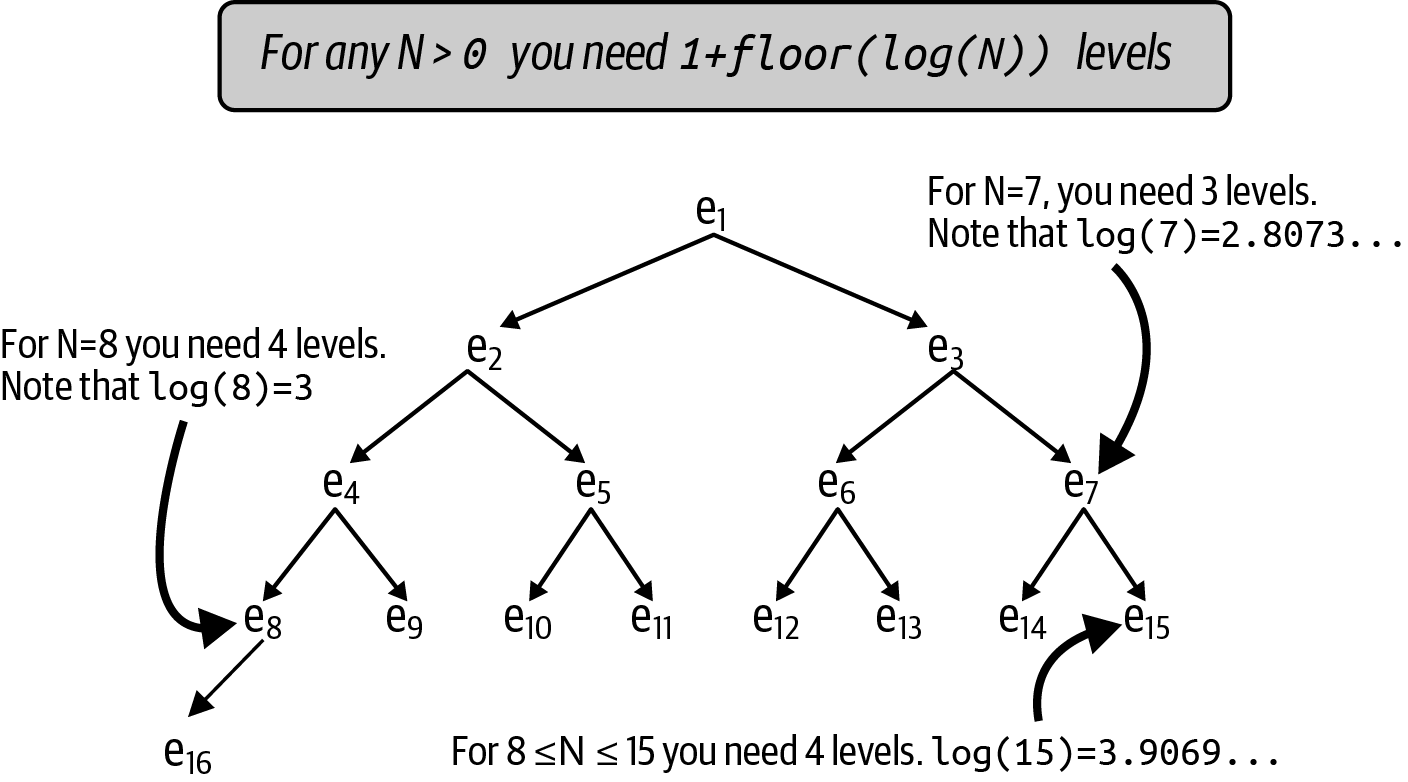 For any N > 0 you need 1+floor(log(N)) levels
For N=7, you need 3 levels.
Note that log(7)=2.8073...
e₁
For N=8 you need 4 levels.
Note that log(8)=3
e₂ e₃
e₄ e₅ e₆ e₇
e₈ e₉ e₁₀ e₁₁ e₁₂ e₁₃ e₁₄ e₁₅
e₁₆
For 8 ≤N ≤ 15 you need 4 levels. log(15)=3.9069...